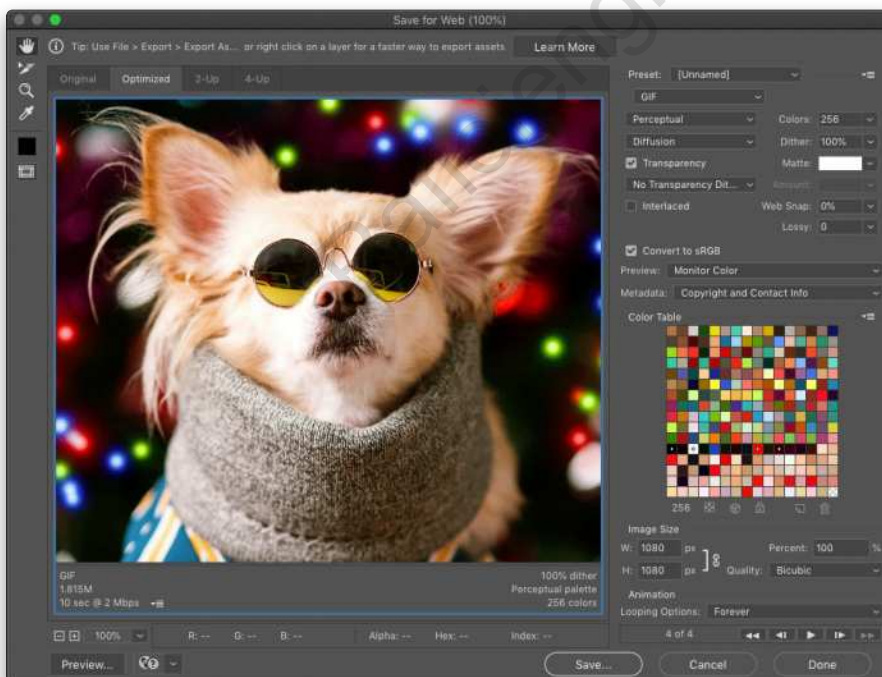 Save for Web (100%)
Tip: Use File > Export > Export As... or right click on a layer for a faster way to export assets
Learn More
Original
Optimized
2-Up
4-Up
Preset: [Unnamed]
GIF
Perceptual
Colors: 256
Diffusion
Dither: 100%
Transparency
Matte:
No Transparency Dit...
Amount:
Interlaced
Web Snap: 0%
Lossy: 0
Convert to sRGB
Preview: Monitor Color
Metadata: Copyright and Contact Info
Color Table
256
Image Size
W: 1080 px
Percent: 100 %
H: 1080 px
Quality: Bicubic
Animation
Looping Options: Forever
4 of 4
GIF
1.815M
10 sec @ 2 Mbps
100% dither
Perceptual palette
256 colors
100%
R: --
G: --
B: --
Alpha: --
Hex: --
Index: --
Preview...
Save...
Cancel
Done